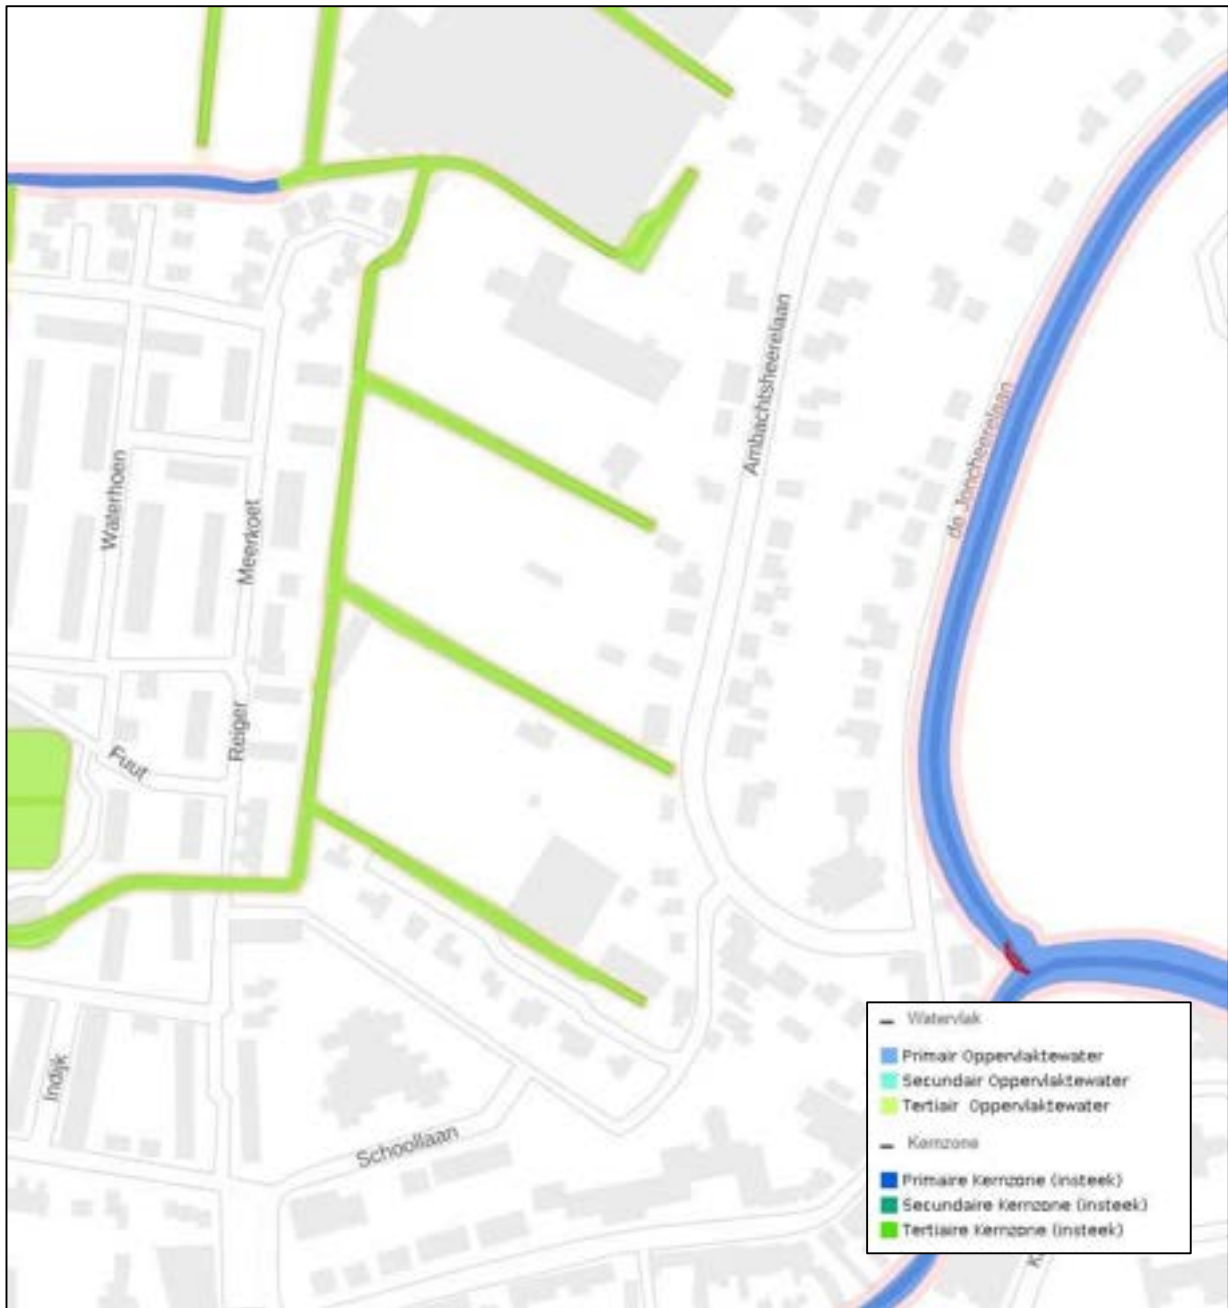 Ambachtsheerelaan
de Joncheerelaan
Waterhoen
Meerkoet
Reiger
Fuut
Indijk
Schoollaan
Watervlak
Primair Oppervlaktewater
Secundair Oppervlaktewater
Tertiair Oppervlaktewater
Kernzone
Primaire Kernzone (insteek)
Secundaire Kernzone (insteek)
Tertiaire Kernzone (insteek)